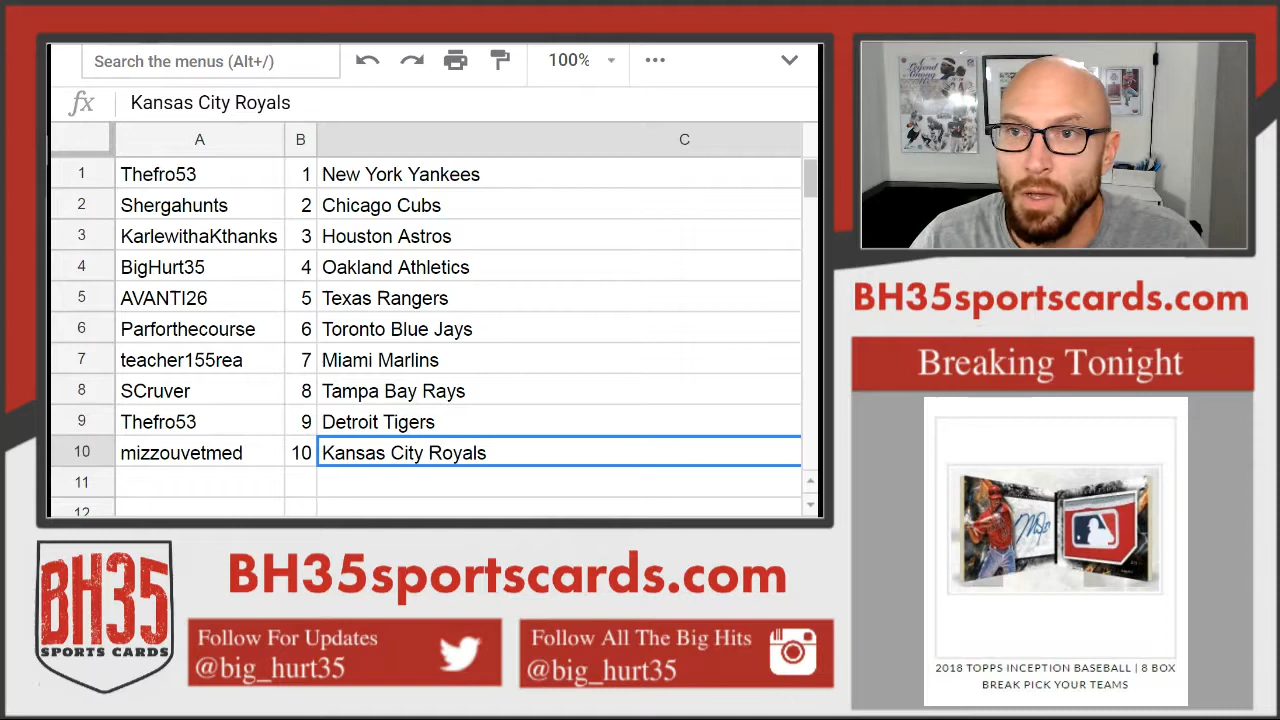 Search the menus (Alt+/)
100%
fx Kansas City Royals
A B C
1 Thefro53 1 New York Yankees
2 Shergahunts 2 Chicago Cubs
3 KarlewithaKthanks 3 Houston Astros
4 BigHurt35 4 Oakland Athletics
5 AVANTI26 5 Texas Rangers
6 Parforthecourse 6 Toronto Blue Jays
7 teacher155rea 7 Miami Marlins
8 SCruver 8 Tampa Bay Rays
9 Thefro53 9 Detroit Tigers
10 mizzouvetmed 10 Kansas City Royals
11
12
BH35
SPORTS CARDS
BH35sportscards.com
Follow For Updates
@big_hurt35
Follow All The Big Hits
@big_hurt35
BH35sportscards.com
Breaking Tonight
2018 TOPPS INCEPTION BASEBALL | 8 BOX
BREAK PICK YOUR TEAMS